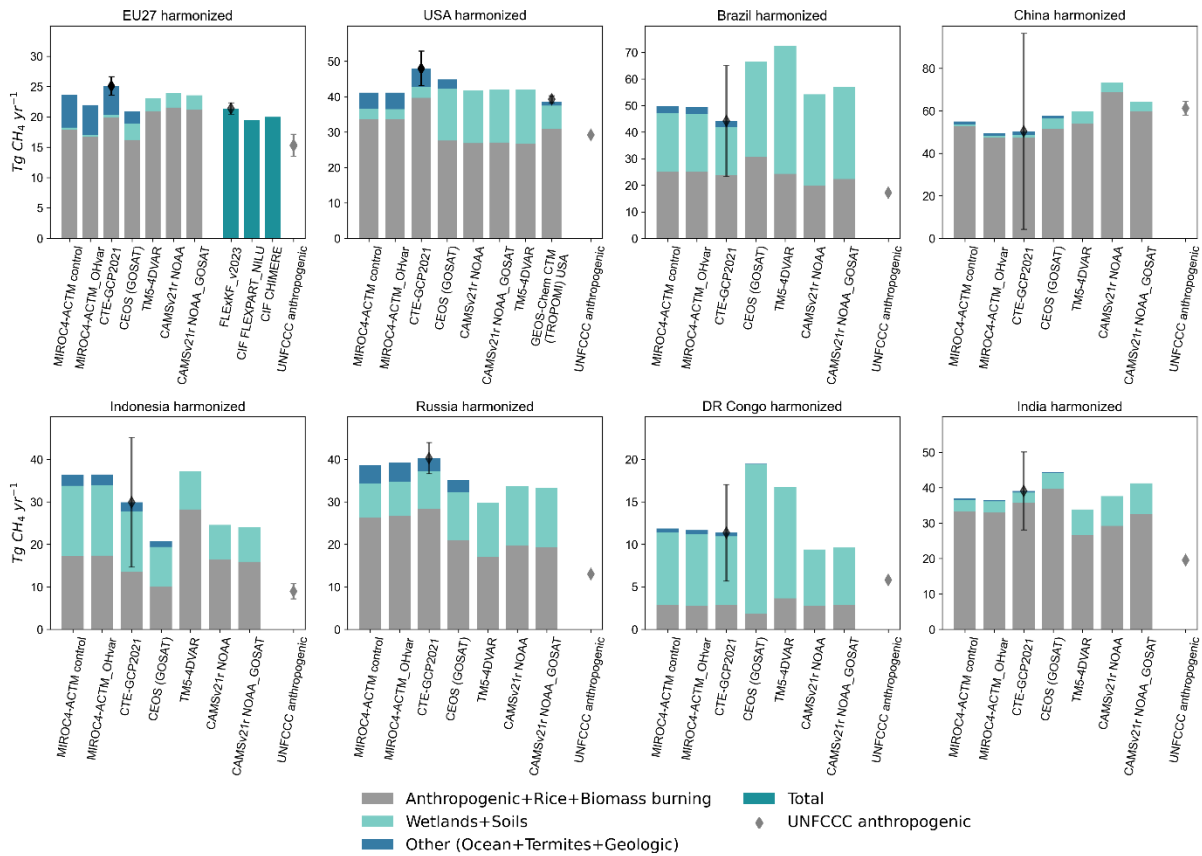 EU27 harmonized
Tg CH4 yr−1
0
5
10
15
20
25
30
MIROC4-ACTM control
MIROC4-ACTM_OHvar
CTE-GCP2021
CEOS (GOSAT)
TM5-4DVAR
CAMSv21r NOAA
CAMSv21r NOAA_GOSAT
FLExKF_v2023
CIF FLEXPART_NILU
CIF CHIMERE
UNFCCC anthropogenic
USA harmonized
0
10
20
30
40
50
MIROC4-ACTM control
MIROC4-ACTM_OHvar
CTE-GCP2021
CEOS (GOSAT)
CAMSv21r NOAA
CAMSv21r NOAA_GOSAT
TM5-4DVAR
GEOS-Chem CTM
(TROPOMI) USA
UNFCCC anthropogenic
Brazil harmonized
0
10
20
30
40
50
60
70
MIROC4-ACTM control
MIROC4-ACTM_OHvar
CTE-GCP2021
CEOS (GOSAT)
TM5-4DVAR
CAMSv21r NOAA
CAMSv21r NOAA_GOSAT
UNFCCC anthropogenic
China harmonized
0
20
40
60
80
MIROC4-ACTM control
MIROC4-ACTM_OHvar
CTE-GCP2021
CEOS (GOSAT)
TM5-4DVAR
CAMSv21r NOAA
CAMSv21r NOAA_GOSAT
UNFCCC anthropogenic
Indonesia harmonized
Tg CH4 yr−1
0
10
20
30
40
MIROC4-ACTM control
MIROC4-ACTM_OHvar
CTE-GCP2021
CEOS (GOSAT)
TM5-4DVAR
CAMSv21r NOAA
CAMSv21r NOAA_GOSAT
UNFCCC anthropogenic
Russia harmonized
0
10
20
30
40
MIROC4-ACTM control
MIROC4-ACTM_OHvar
CTE-GCP2021
CEOS (GOSAT)
TM5-4DVAR
CAMSv21r NOAA
CAMSv21r NOAA_GOSAT
UNFCCC anthropogenic
DR Congo harmonized
0
5
10
15
20
MIROC4-ACTM control
MIROC4-ACTM_OHvar
CTE-GCP2021
CEOS (GOSAT)
TM5-4DVAR
CAMSv21r NOAA
CAMSv21r NOAA_GOSAT
UNFCCC anthropogenic
India harmonized
0
10
20
30
40
50
MIROC4-ACTM control
MIROC4-ACTM_OHvar
CTE-GCP2021
CEOS (GOSAT)
TM5-4DVAR
CAMSv21r NOAA
CAMSv21r NOAA_GOSAT
UNFCCC anthropogenic
Anthropogenic+Rice+Biomass burning
Wetlands+Soils
Other (Ocean+Termites+Geologic)
Total
UNFCCC anthropogenic